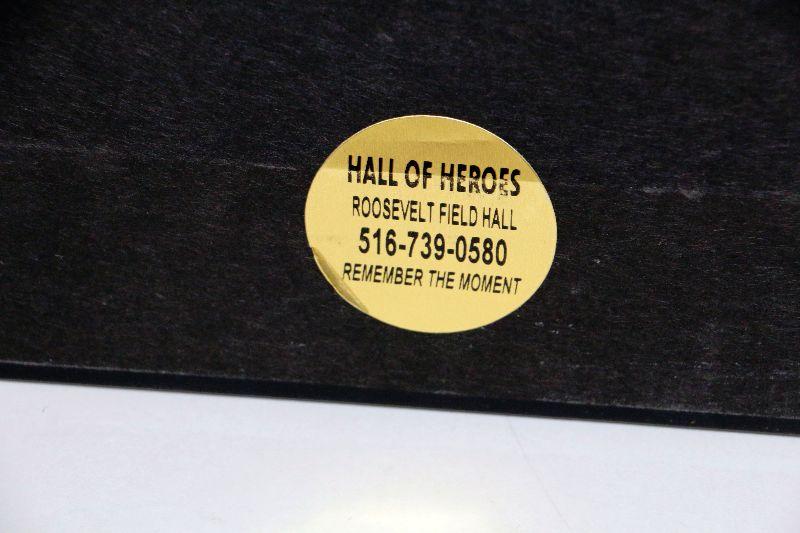 HALL OF HEROES
ROOSEVELT FIELD HALL
516-739-0580
REMEMBER THE MOMENT